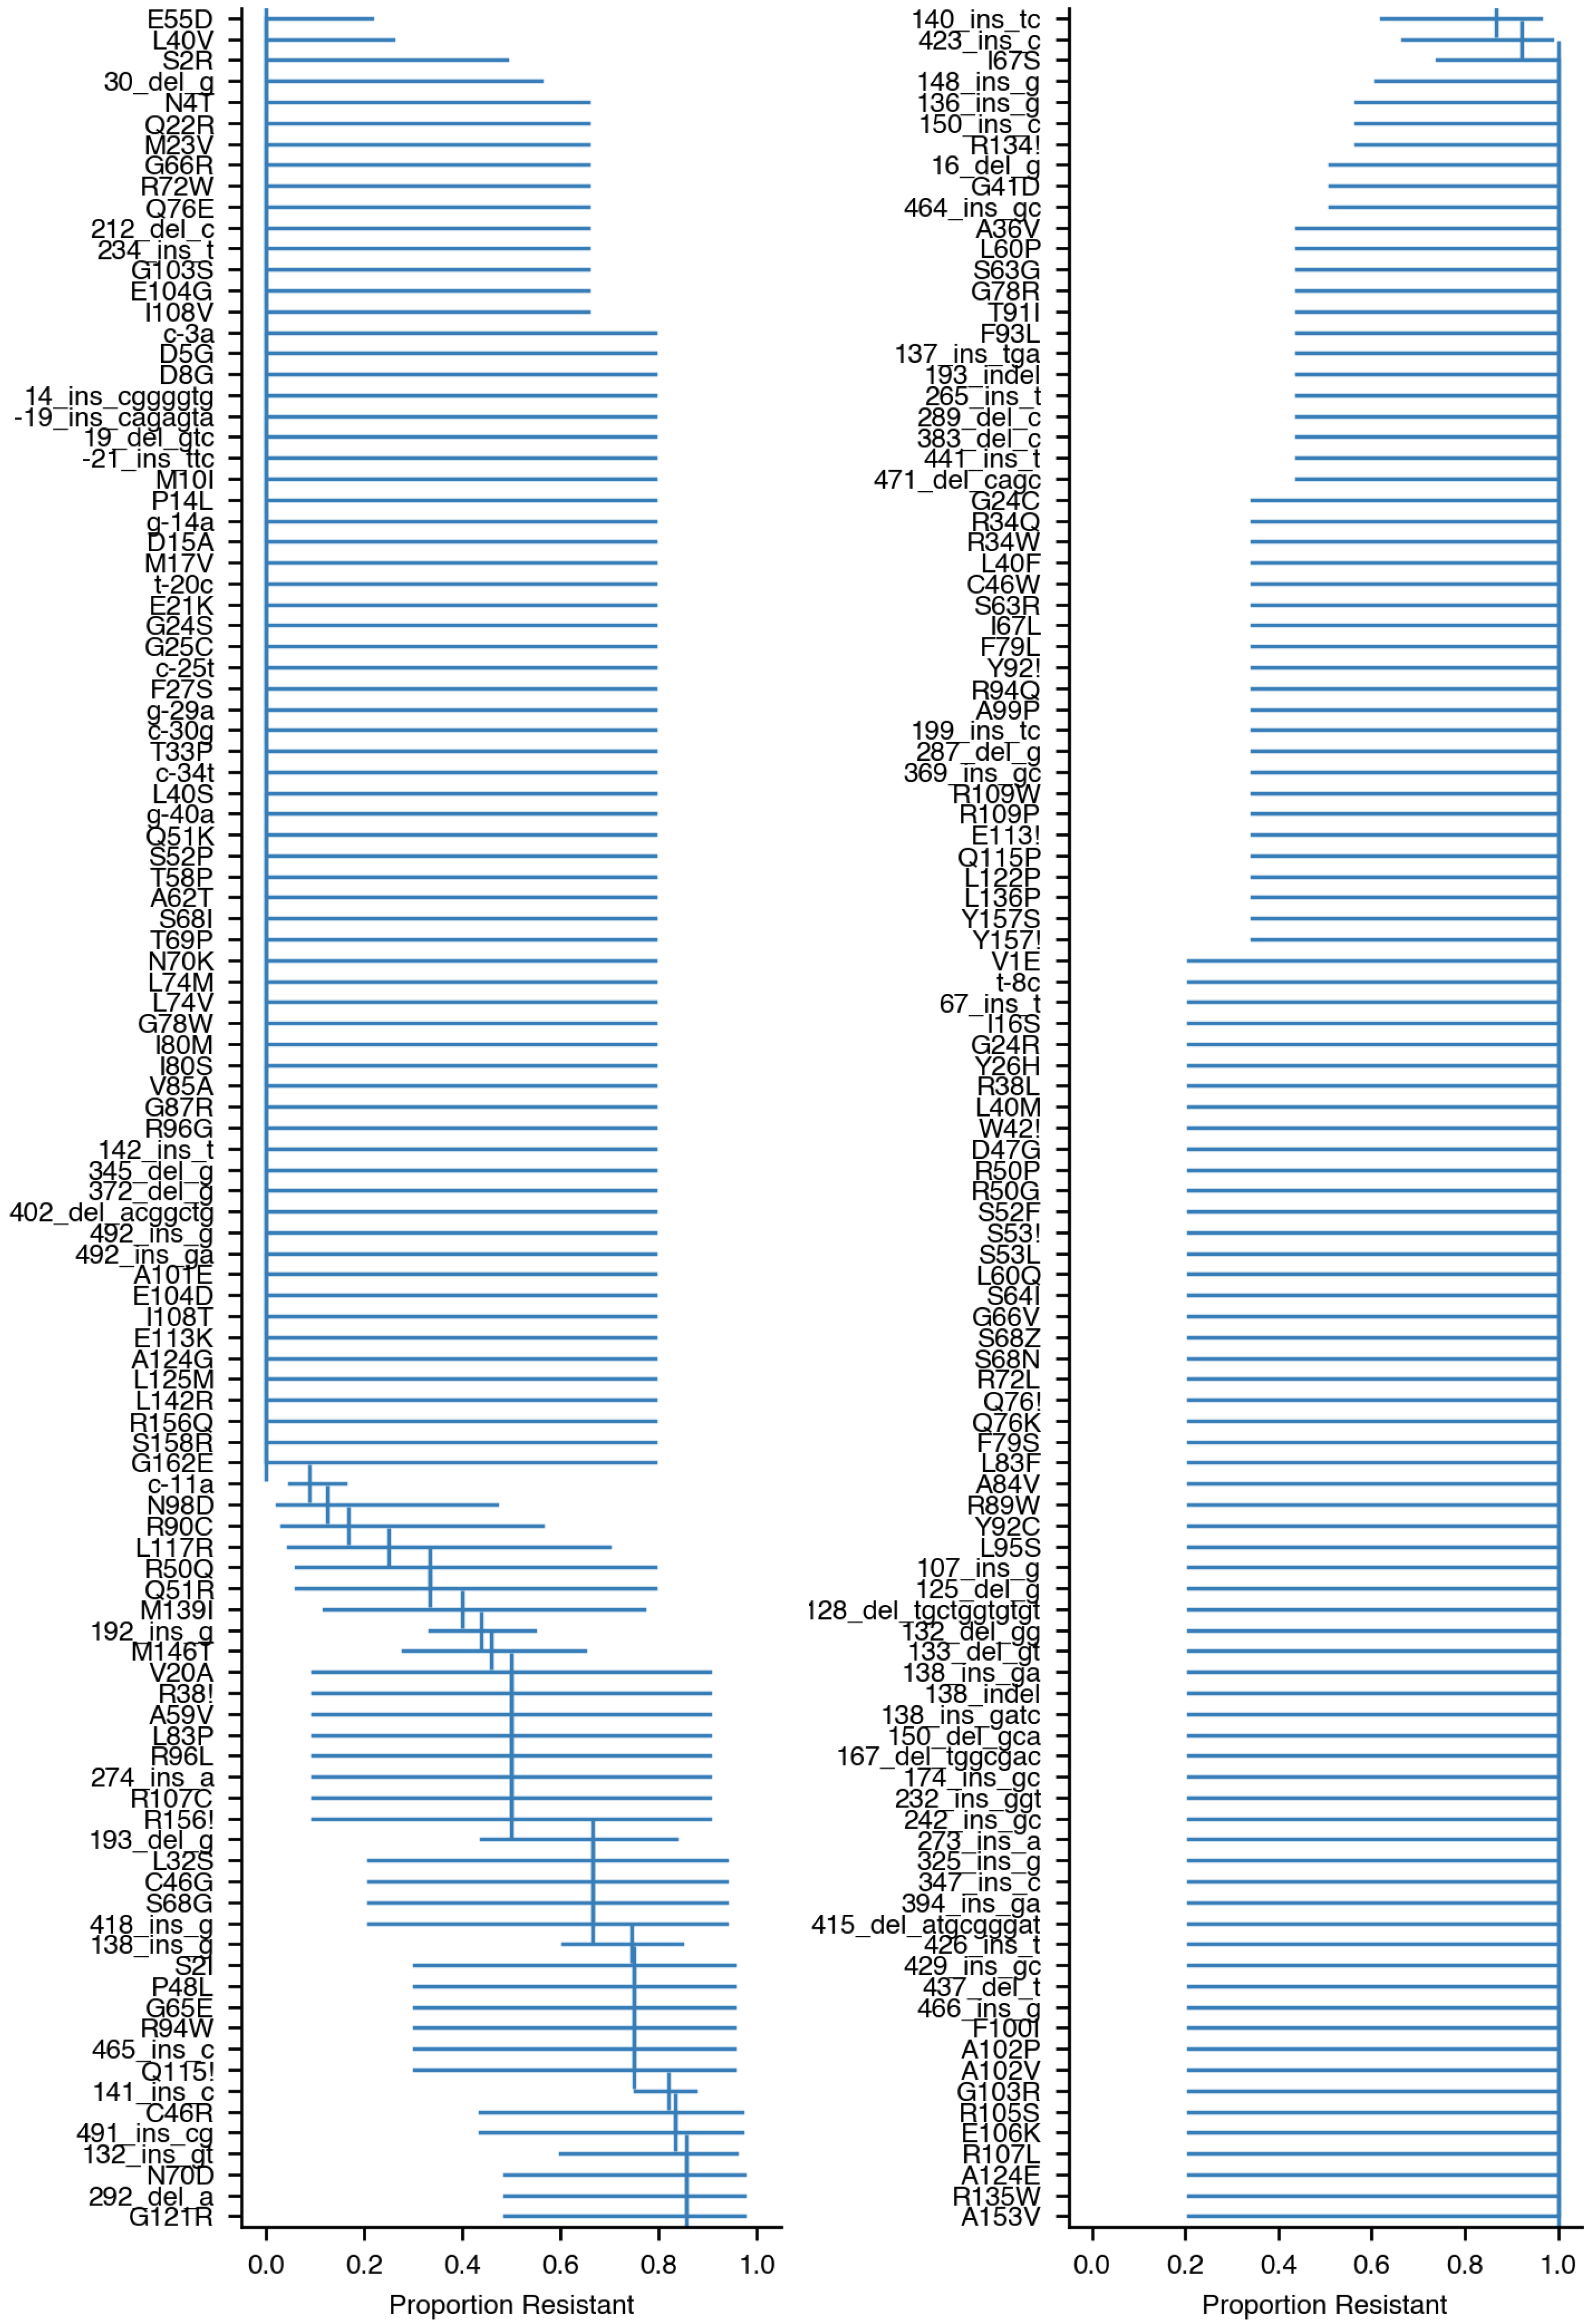 E55D
L40V
S2R
30_del_g
N4T
Q22R
M23V
G66R
R72W
Q76E
212_del_c
234_ins_t
G103S
E104G
I108V
c-3a
D5G
D8G
14_ins_cggggtg
-19_ins_cagagta
19_del_gtc
-21_ins_ttc
M10I
P14L
g-14a
D15A
M17V
t-20c
E21K
G24S
G25C
c-25t
F27S
g-29a
c-30g
T33P
c-34t
L40S
g-40a
Q51K
S52P
T58P
A62T
S68I
T69P
N70K
L74M
L74V
G78W
I80M
I80S
V85A
G87R
R96G
142_ins_t
345_del_g
372_del_g
402_del_acggctg
492_ins_g
492_ins_ga
A101E
E104D
I108T
E113K
A124G
L125M
L142R
R156Q
S158R
G162E
c-11a
N98D
R90C
L117R
R50Q
Q51R
M139I
192_ins_g
M146T
V20A
R38!
A59V
L83P
R96L
274_ins_a
R107C
R156!
193_del_g
L32S
C46G
S68G
418_ins_g
138_ins_g
S2I
P48L
G65E
R94W
465_ins_c
Q115!
141_ins_c
C46R
491_ins_cg
132_ins_gt
N70D
292_del_a
G121R
0.0 0.2 0.4 0.6 0.8 1.0
Proportion Resistant
140_ins_tc
423_ins_c
I67S
148_ins_g
136_ins_g
150_ins_c
R134!
16_del_g
G41D
464_ins_gc
A36V
L60P
S63G
G78R
T91I
F93L
137_ins_tga
193_indel
265_ins_t
289_del_c
383_del_c
441_ins_t
471_del_cagc
G24C
R34Q
R34W
L40F
C46W
S63R
I67L
F79L
Y92!
R94Q
A99P
199_ins_tc
287_del_g
369_ins_gc
R109W
R109P
E113!
Q115P
L122P
L136P
Y157S
Y157!
V1E
t-8c
67_ins_t
I16S
G24R
Y26H
R38L
L40M
W42!
D47G
R50P
R50G
S52F
S53!
S53L
L60Q
S64I
G66V
S68Z
S68N
R72L
Q76!
Q76K
F79S
L83F
A84V
R89W
Y92C
L95S
107_ins_g
125_del_g
128_del_tgctggtgtgt
132_del_gg
133_del_gt
138_ins_ga
138_indel
138_ins_gatc
150_del_gca
167_del_tggcgac
174_ins_gc
232_ins_ggt
242_ins_gc
273_ins_a
325_ins_g
347_ins_c
394_ins_ga
415_del_atgcgggat
426_ins_t
429_ins_gc
437_del_t
466_ins_g
F100I
A102P
A102V
G103R
R105S
E106K
R107L
A124E
R135W
A153V
0.0 0.2 0.4 0.6 0.8 1.0
Proportion Resistant